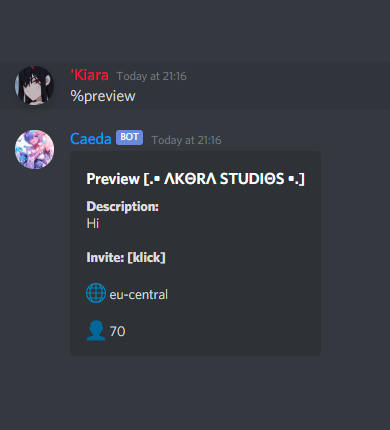 'Kiara Today at 21:16
%preview
Caeda BOT Today at 21:16
Preview [.▪ ΛKΘRΛ STUDIΘS ▪.]
Description:
Hi
Invite: [klick]
eu-central
70